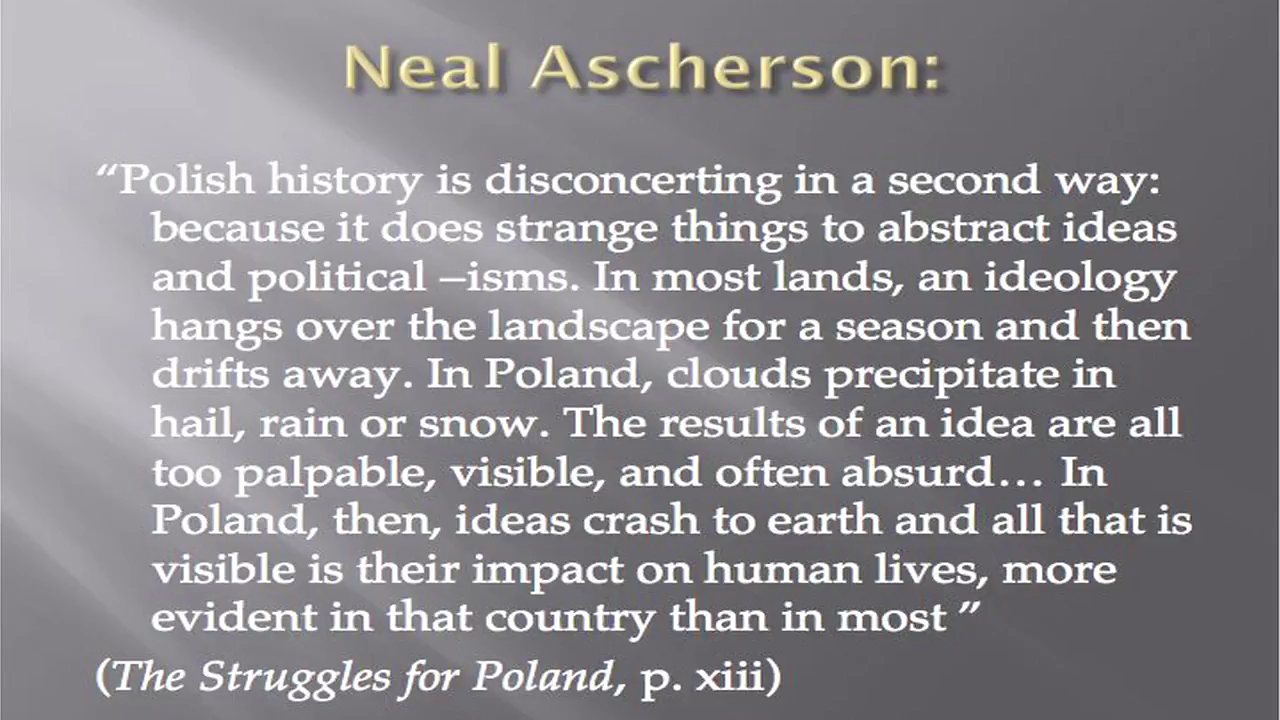 Neal Ascherson:
“Polish history is disconcerting in a second way:
because it does strange things to abstract ideas
and political –isms. In most lands, an ideology
hangs over the landscape for a season and then
drifts away. In Poland, clouds precipitate in
hail, rain or snow. The results of an idea are all
too palpable, visible, and often absurd… In
Poland, then, ideas crash to earth and all that is
visible is their impact on human lives, more
evident in that country than in most ”
(The Struggles for Poland, p. xiii)